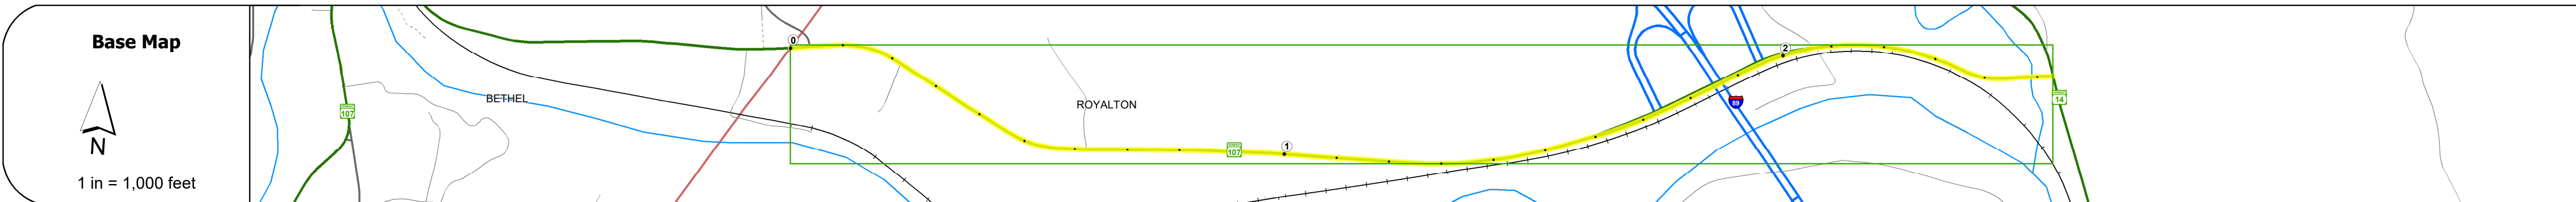 Base Map
N
1 in = 1,000 feet
107
BETHEL
0
ROYALTON
107
1
89
2
14